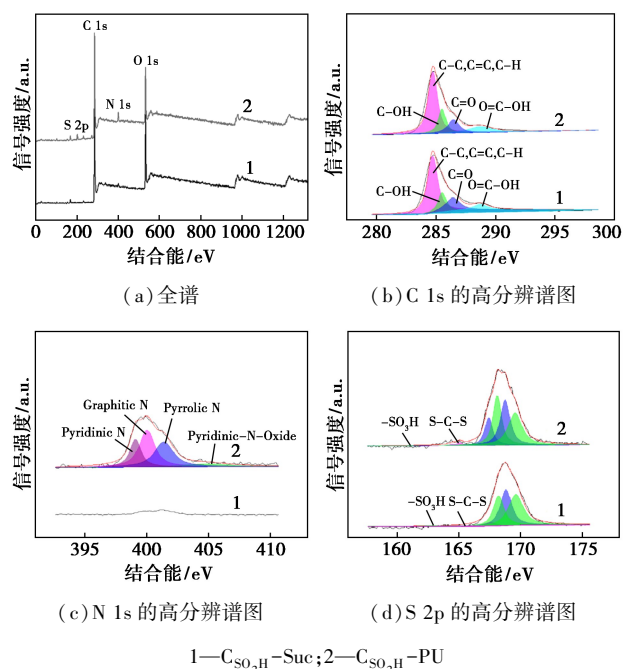 信号强度/a.u.
C 1s
O 1s
N 1s
S 2p
2
1
0 200 400 600 800 1000 1200
结合能/eV
(a)全谱
信号强度/a.u.
C-C,C=C,C-H
C-OH
C=O
O=C-OH
2
C-C,C=C,C-H
C-OH
C=O
O=C-OH
1
280 285 290 295 300
结合能/eV
(b)C 1s 的高分辨谱图
信号强度/a.u.
Graphitic N
Pyrrolic N
Pyridinic N
Pyridinic-N-Oxide
2
1
395 400 405 410
结合能/eV
(c)N 1s 的高分辨谱图
信号强度/a.u.
-SO₃H
S-C-S
2
-SO₃H
S-C-S
1
160 165 170 175
结合能/eV
(d)S 2p 的高分辨谱图
1—C_{SO₃H}-Suc;2—C_{SO₃H}-PU